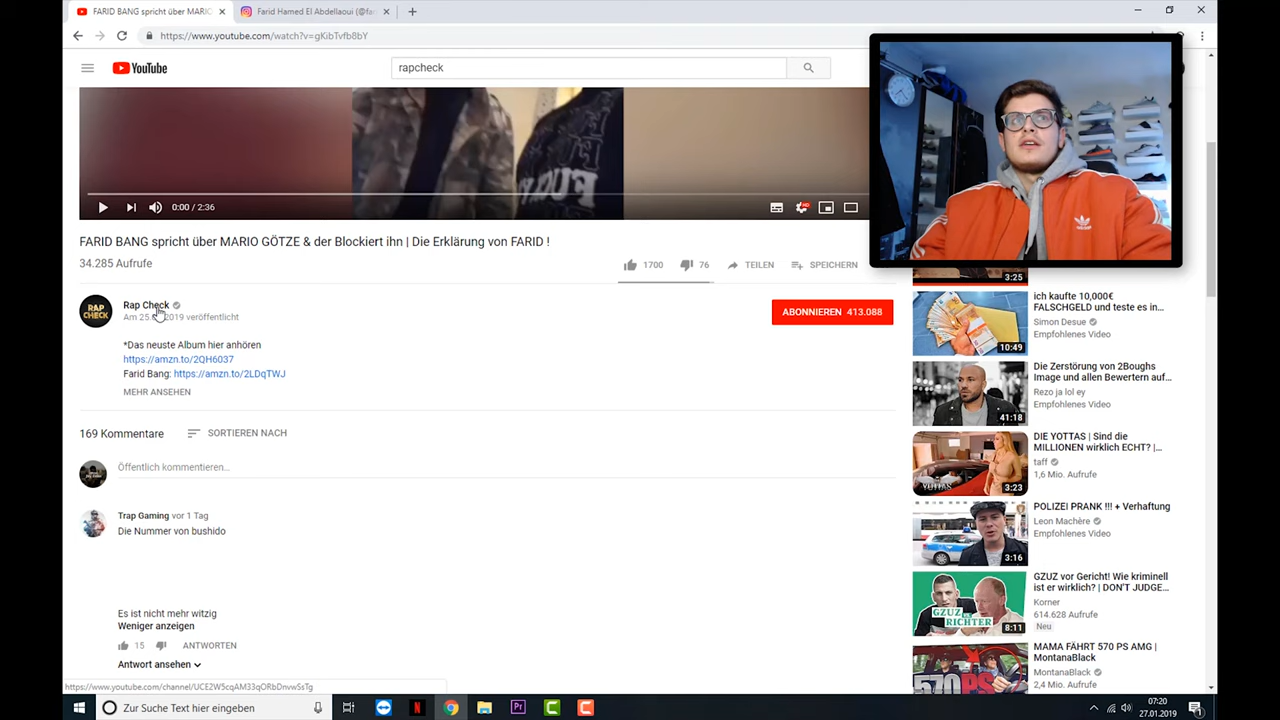 FARID BANG spricht über MARIO
Farid Hamed El Abdellaoui (@far
https://www.youtube.com/watch?v=gKibTvfb8bY
YouTube
rapcheck
0:00 / 2:36
FARID BANG spricht über MARIO GÖTZE & der Blockiert ihn | Die Erklärung von FARID !
34.285 Aufrufe
1700
76
TEILEN
SPEICHERN
RAP CHECK
Rap Check
2019 veröffentlicht
ABONNIEREN 413.088
*Das neuste Album hier anhören
https://amzn.to/2QH6037
Farid Bang: https://amzn.to/2LDqTWJ
MEHR ANSEHEN
169 Kommentare
SORTIEREN NACH
Öffentlich kommentieren...
Trap Gaming vor 1 Tag
Die Nummer von bushido
Es ist nicht mehr witzig
Weniger anzeigen
15
ANTWORTEN
Antwort ansehen
3:25
ich kaufte 10,000€
FALSCHGELD und teste es in...
Simon Desue
Empfohlenes Video
10:49
Die Zerstörung von 2Boughs
Image und allen Bewertern auf...
Rezo ja lol ey
Empfohlenes Video
41:18
DIE YOTTAS | Sind die
MILLIONEN wirklich ECHT? |...
taff
1,6 Mio. Aufrufe
YOTTAS
3:23
POLIZEI PRANK !!! + Verhaftung
Leon Machère
Empfohlenes Video
3:16
GZUZ vor Gericht! Wie kriminell
ist er wirklich? | DON'T JUDGE...
Korner
614.628 Aufrufe
Neu
GZUZ
RICHTER
8:11
MAMA FÄHRT 570 PS AMG |
MontanaBlack
MontanaBlack
2,4 Mio. Aufrufe
570PS
https://www.youtube.com/channel/UCE2W5cqAM33qORbDnvwSsTg
Zur Suche Text hier eingeben
07:20
27.01.2019